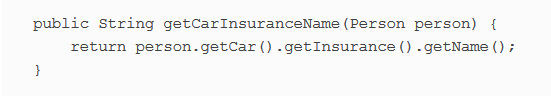 public String getCarInsuranceName(Person person) {
    return person.getCar().getInsurance().getName();
}